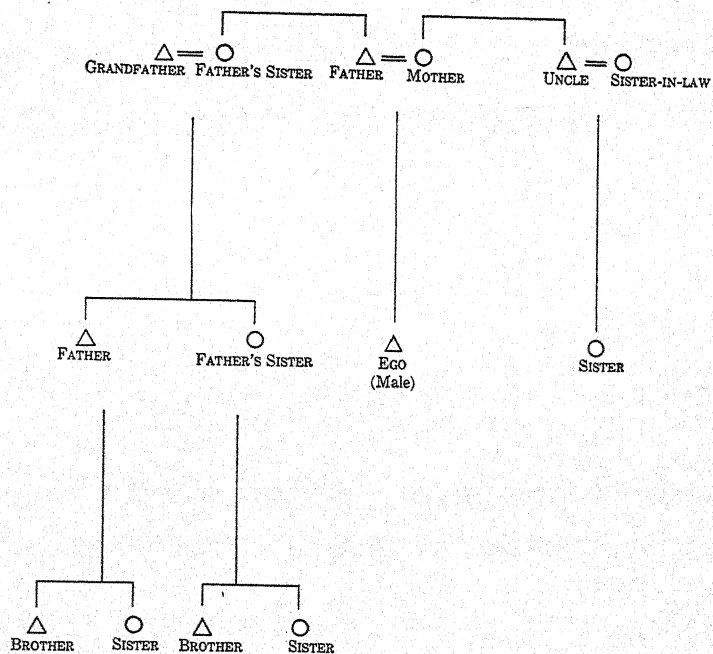 GRANDFATHER FATHER'S SISTER FATHER MOTHER UNCLE SISTER-IN-LAW
FATHER FATHER'S SISTER EGO SISTER
(Male)
BROTHER SISTER BROTHER SISTER